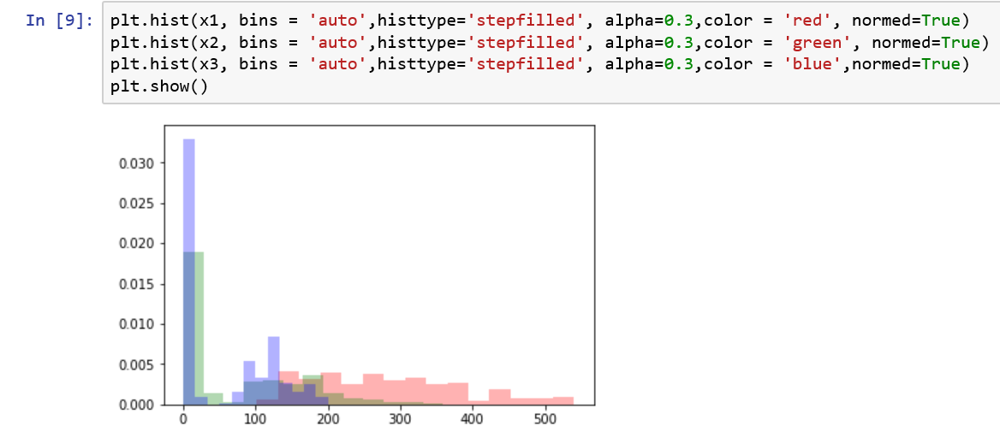 In [9]: plt.hist(x1, bins = 'auto',histtype='stepfilled', alpha=0.3,color = 'red', normed=True)
plt.hist(x2, bins = 'auto',histtype='stepfilled', alpha=0.3,color = 'green', normed=True)
plt.hist(x3, bins = 'auto',histtype='stepfilled', alpha=0.3,color = 'blue',normed=True)
plt.show()
0.030
0.025
0.020
0.015
0.010
0.005
0.000
0 100 200 300 400 500